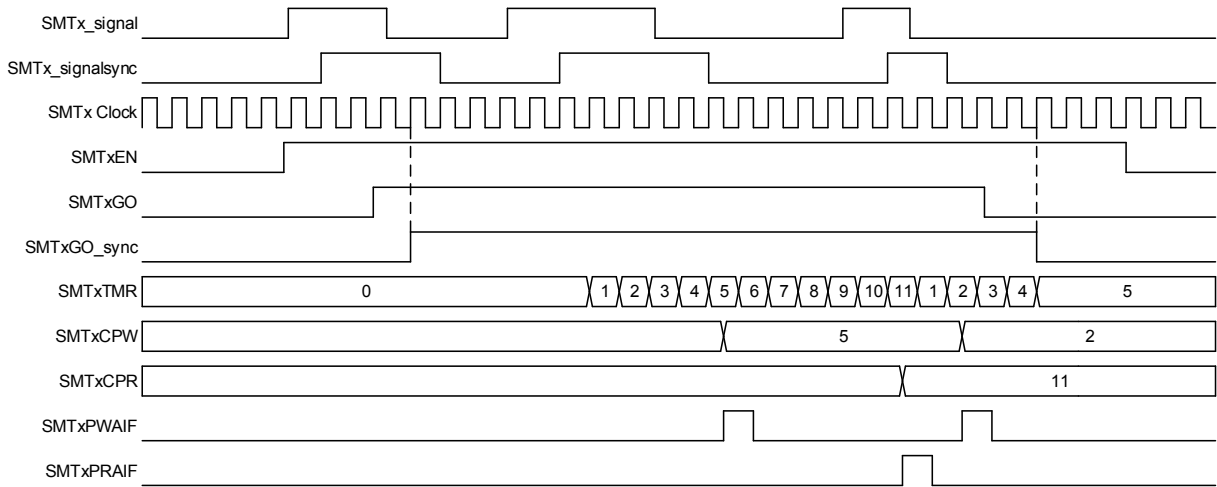 SMTx_signal
SMTx_signalsync
SMTx Clock
SMTxEN
SMTxGO
SMTxGO_sync
SMTxTMR 0 1 2 3 4 5 6 7 8 9 10 11 1 2 3 4 5
SMTxCPW 5 2
SMTxCPR 11
SMTxPWAIF
SMTxPRAIF